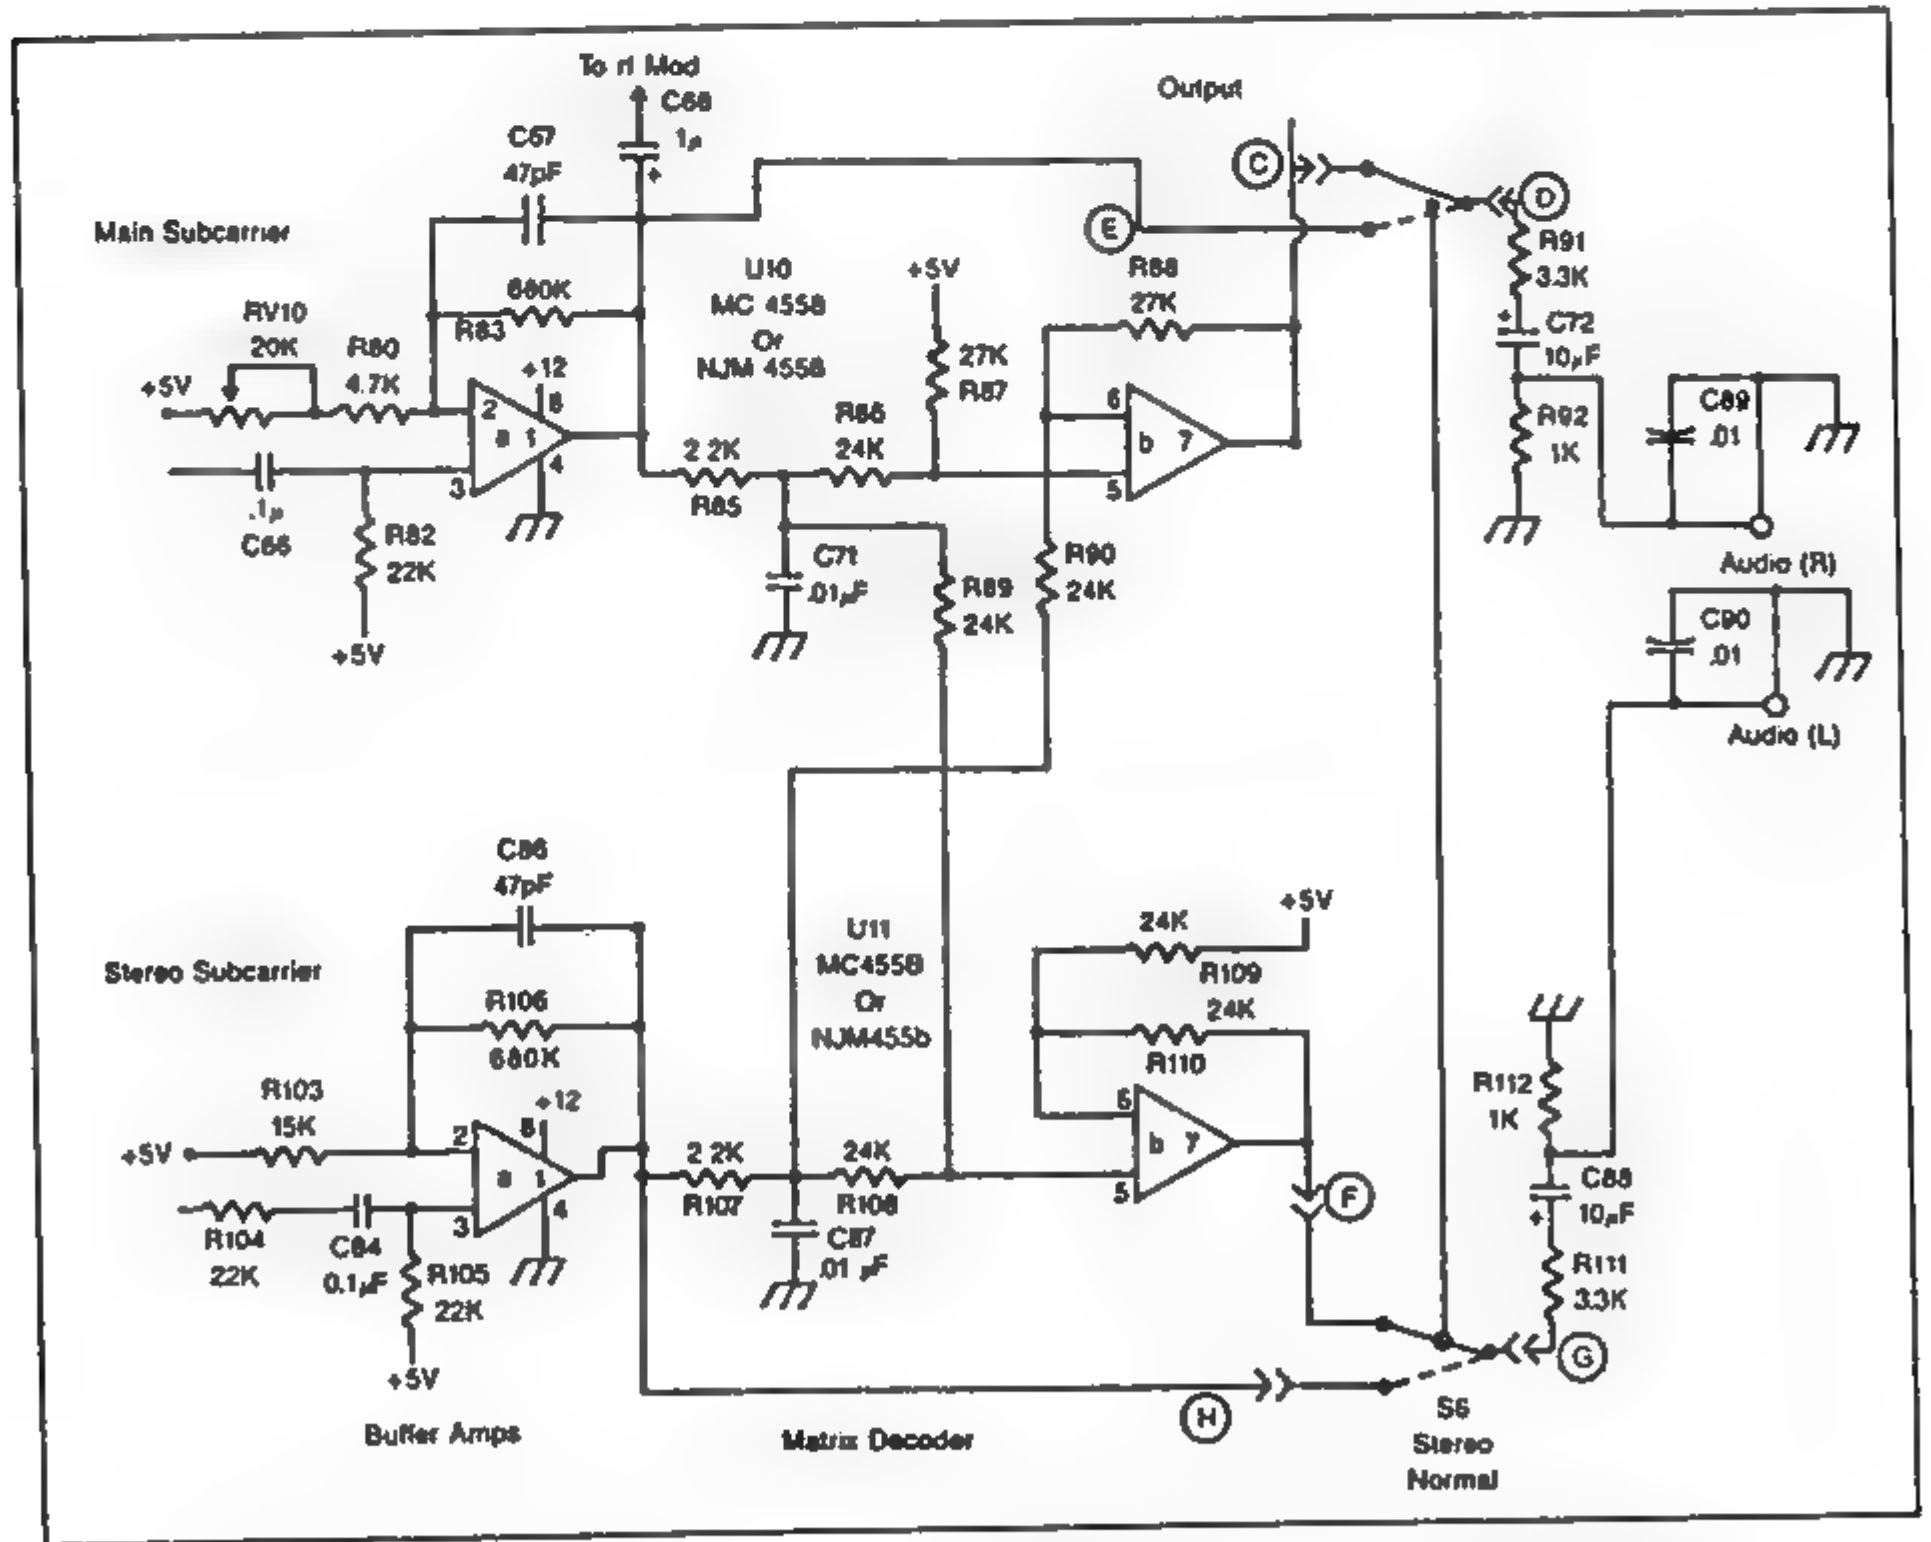 To rf Mod
C68
1μ
Output
C67
47pF
C
D
Main Subcarrier
E
R91
3.3K
U10
MC 4558
Or
NJM 4558
+5V
R88
27K
680K
R83
RV10
20K
R80
4.7K
C72
10μF
+5V
+12
27K
R87
2
8
a 1
4
3
R86
24K
6
b 7
5
R92
1K
C89
.01
2 2K
R85
.1μ
C66
R82
22K
+5V
C71
.01μF
R89
24K
R90
24K
Audio (R)
C90
.01
Audio (L)
C86
47pF
+5V
24K
R109
24K
R110
U11
MC4558
Or
NJM455b
Stereo Subcarrier
R106
680K
R103
15K
+12
+5V
2
8
a 1
4
3
2 2K
R107
24K
R108
6
b 7
5
F
R112
1K
C88
10μF
R104
22K
C84
0.1μF
R105
22K
+5V
C87
.01 μF
R111
3.3K
G
H
S6
Stereo
Normal
Buffer Amps
Matrix Decoder